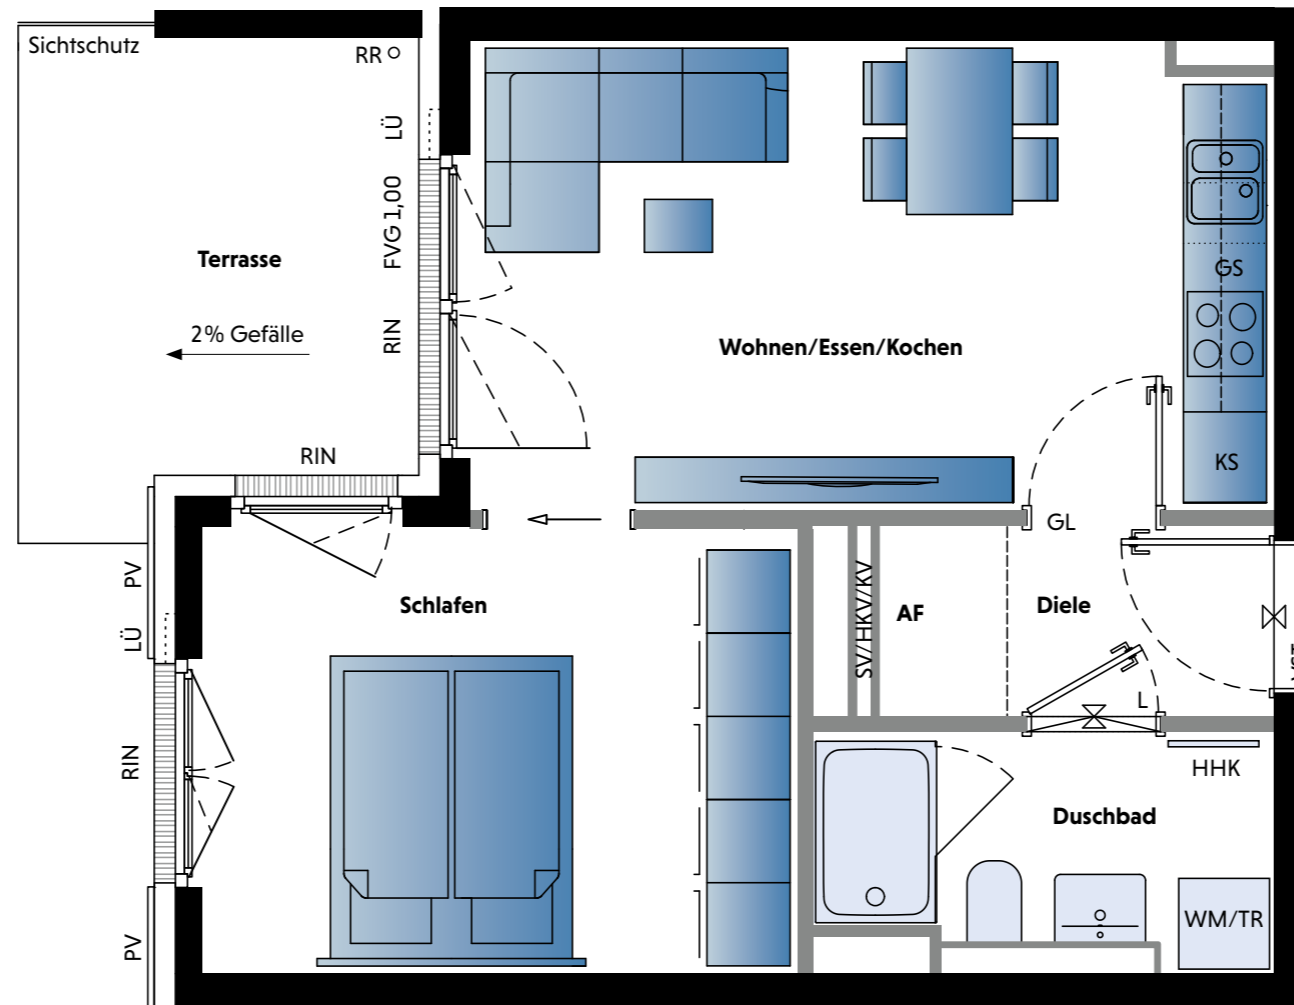 Sichtschutz
RR
LÜ
FVG 1,00
Terrasse
2% Gefälle
RIN
RIN
Wohnen/Essen/Kochen
GS
KS
GL
PV
LÜ
RIN
PV
Schlafen
SV/HKV/KV
AF
Diele
L
HHK
Duschbad
WM/TR